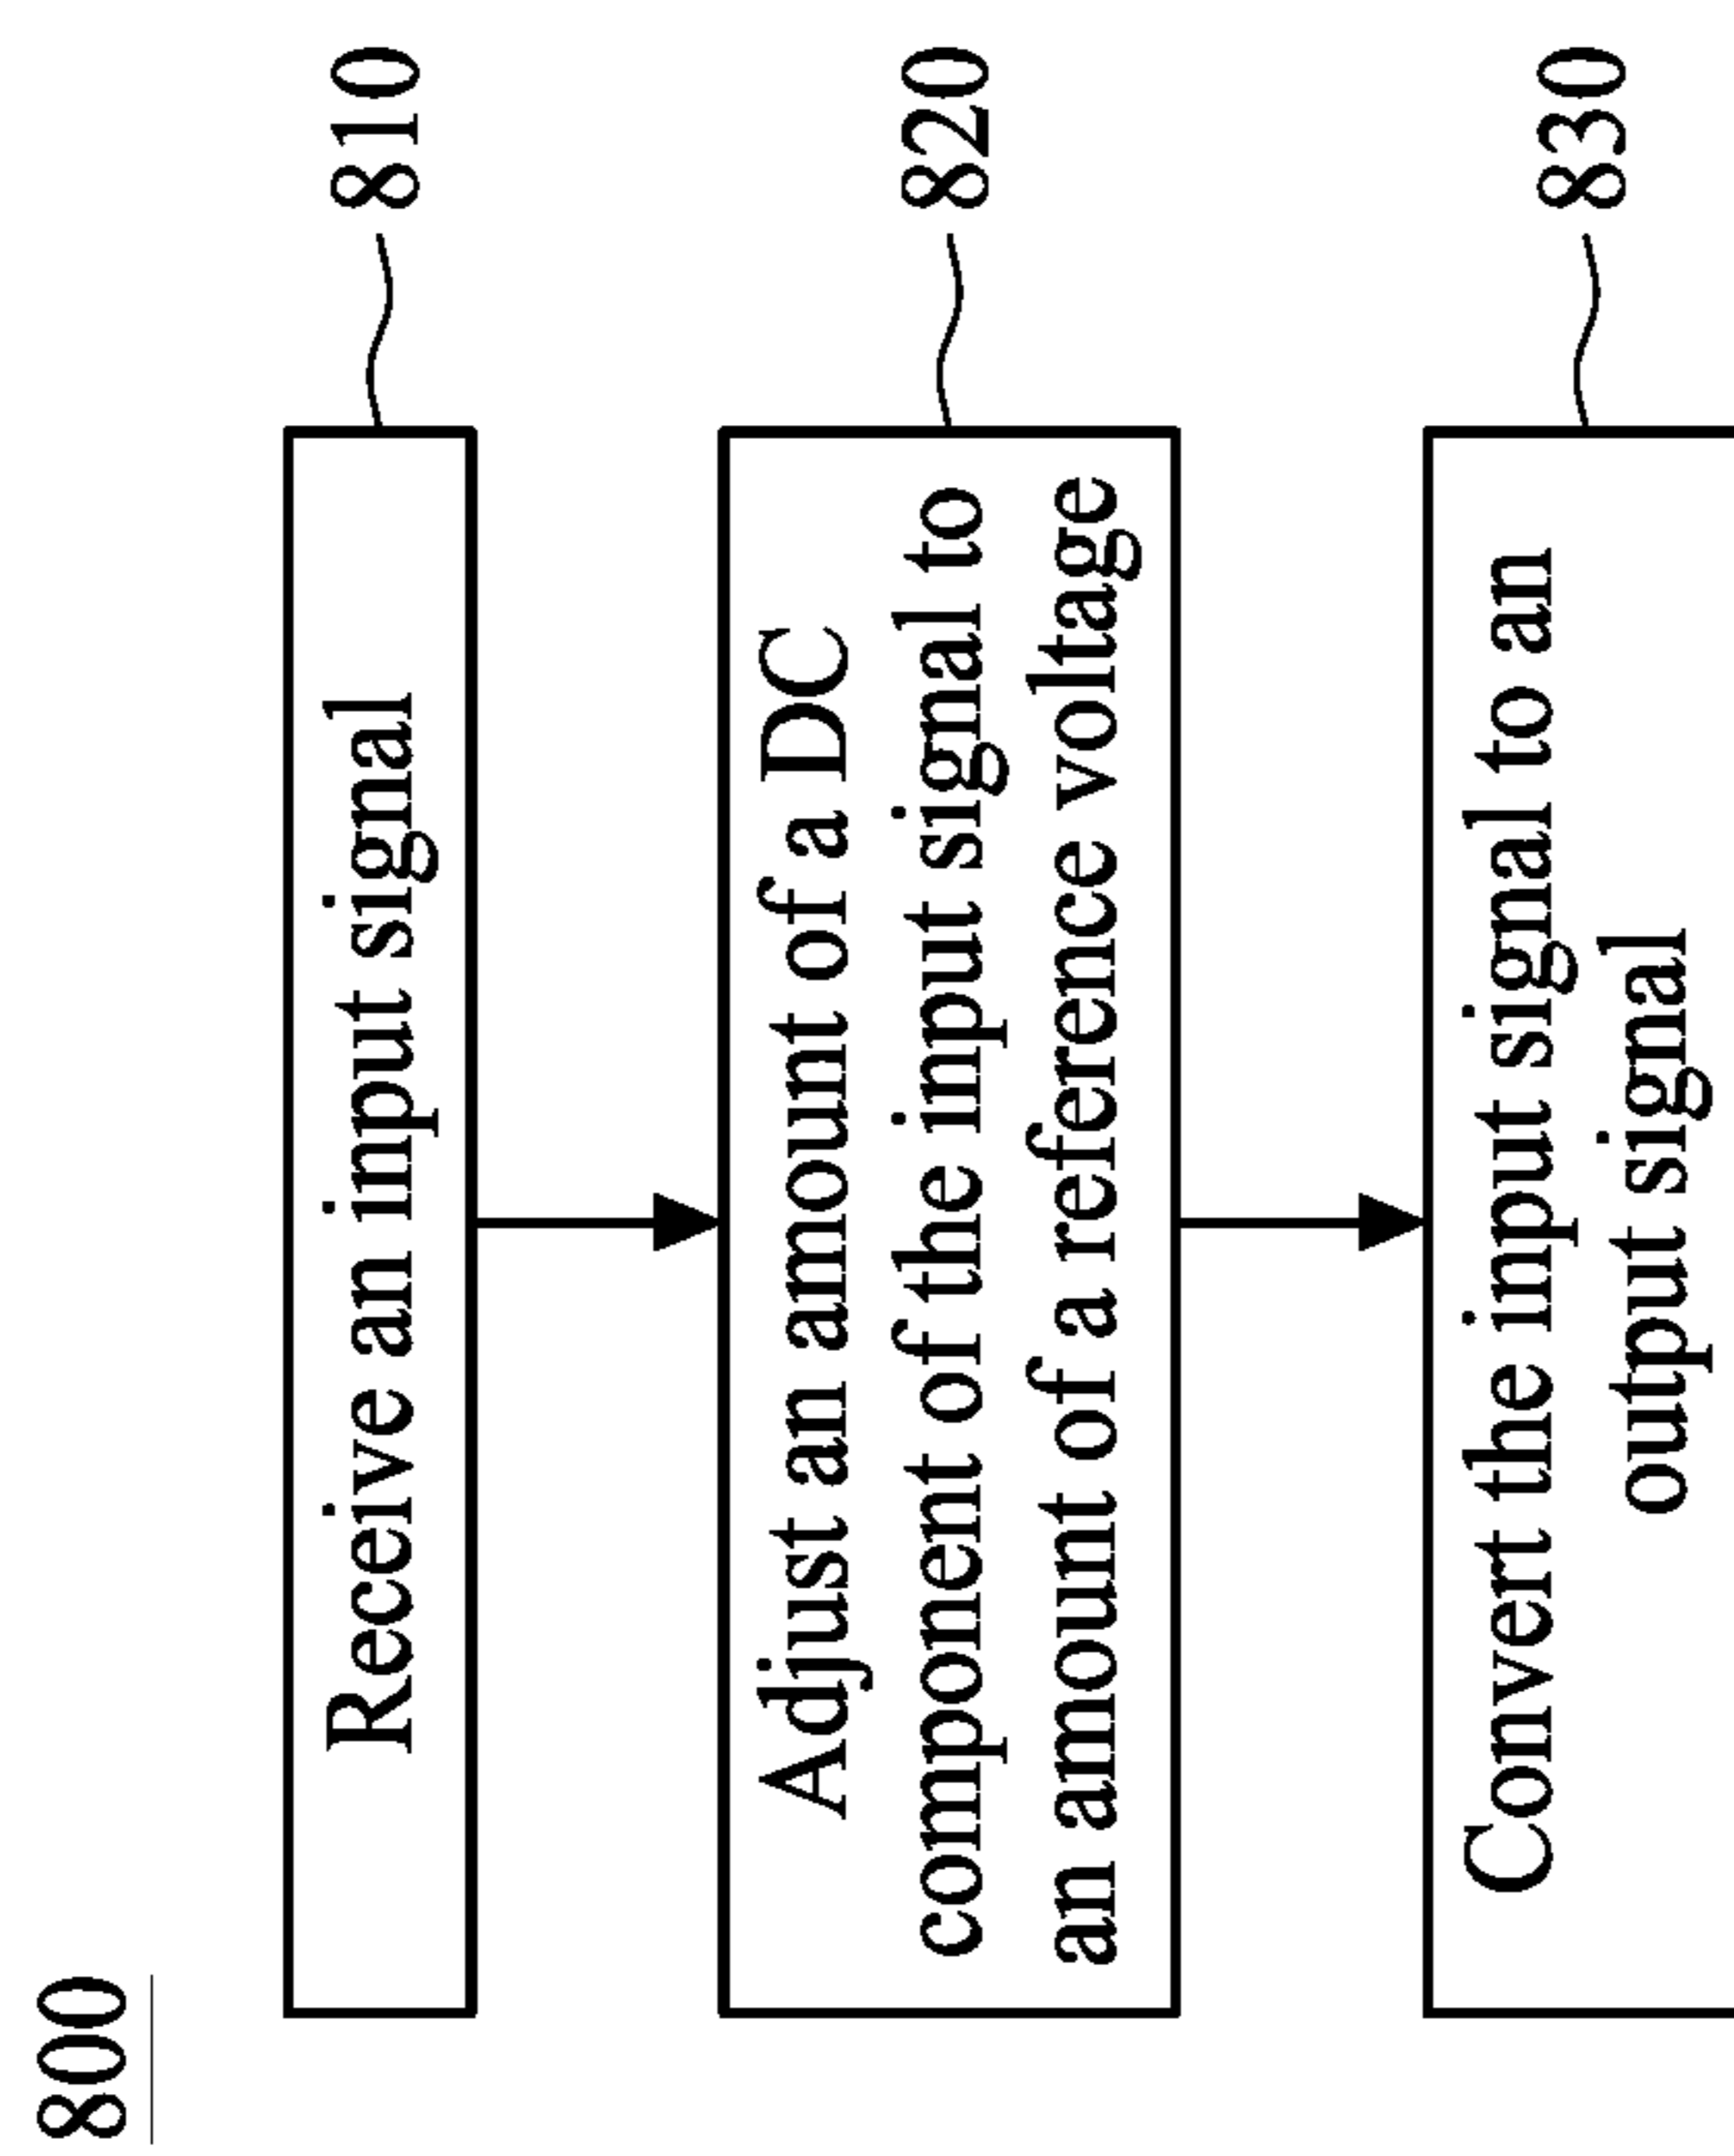 800
Receive an input signal
810
Adjust an amount of a DC
component of the input signal to
an amount of a reference voltage
820
Convert the input signal to an
output signal
830